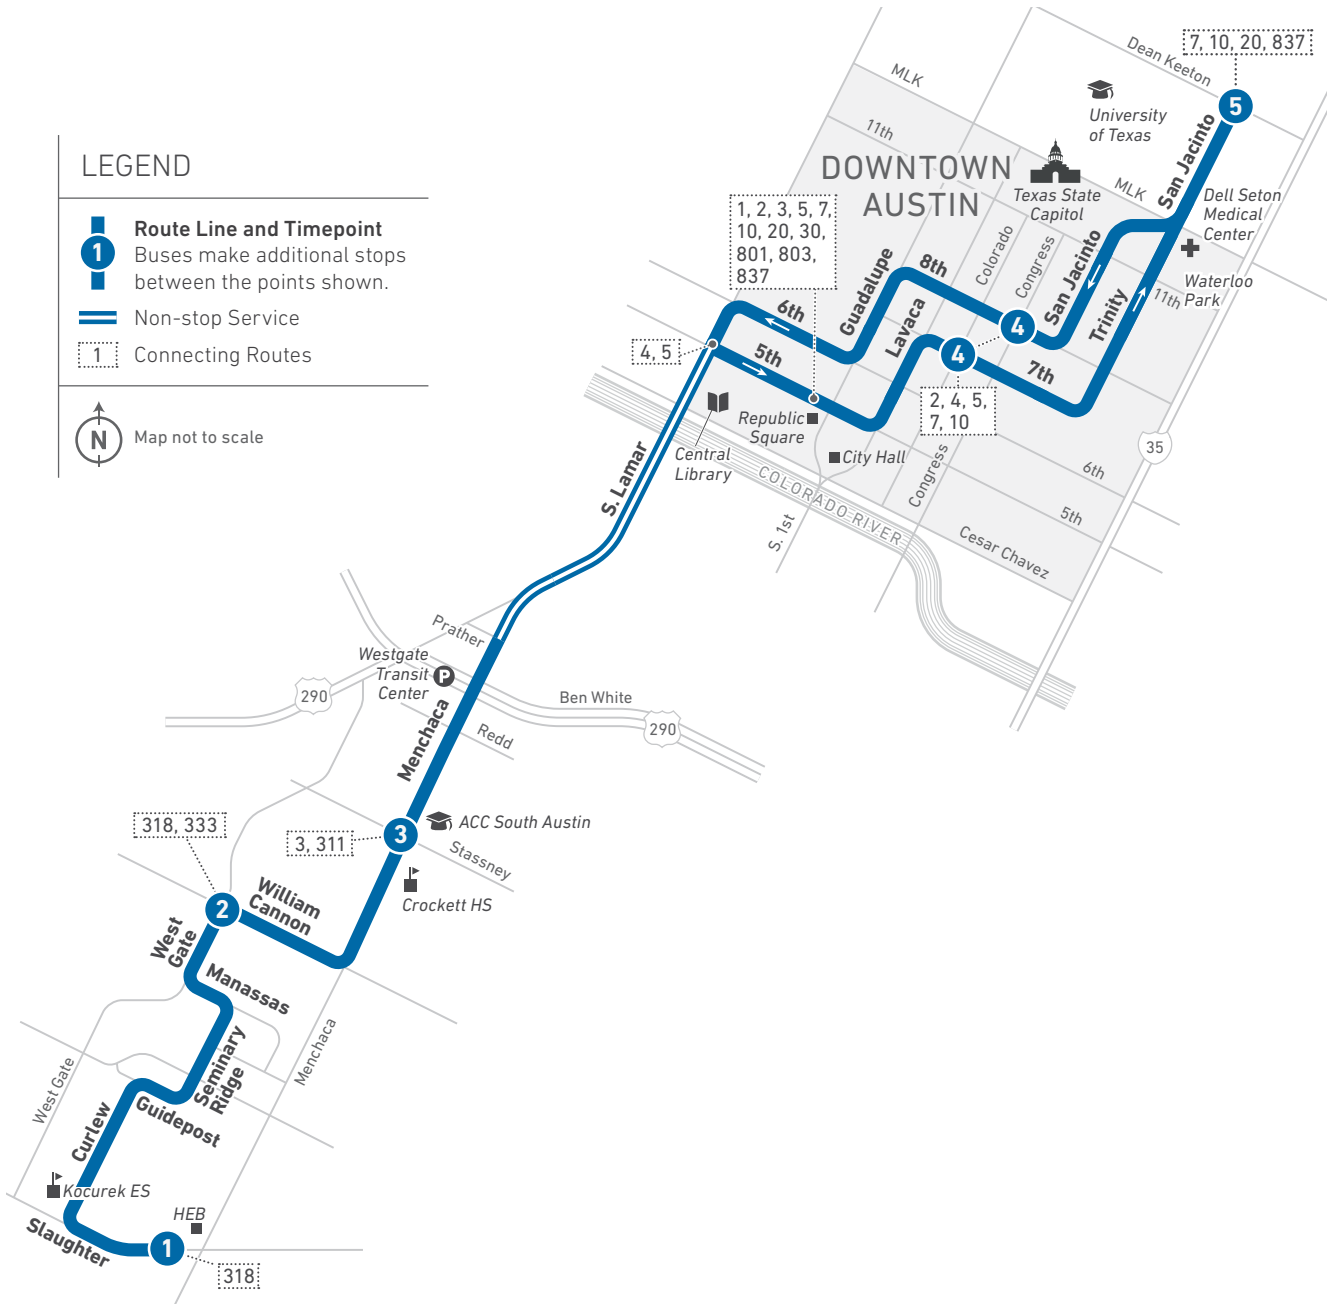 LEGEND
1
Route Line and Timepoint
Buses make additional stops
between the points shown.
Non-stop Service
1
Connecting Routes
N
Map not to scale
7, 10, 20, 837
Dean Keeton
5
MLK
University
of Texas
11th
San Jacinto
DOWNTOWN
AUSTIN
Texas State
Capitol
MLK
Dell Seton
Medical
Center
1, 2, 3, 5, 7,
10, 20, 30,
801, 803,
837
Colorado
Congress
San Jacinto
Guadalupe
8th
Waterloo
Park
11th
Trinity
6th
Lavaca
4
4
4, 5
5th
7th
2, 4, 5,
7, 10
Republic
Square
City Hall
Central
Library
Congress
35
6th
5th
S. Lamar
COLORADO RIVER
S. 1st
Cesar Chavez
Prather
Westgate
Transit
Center
P
290
Ben White
290
Menchaca
Redd
318, 333
3, 311
3
ACC South Austin
Stassney
Crockett HS
2
William
Cannon
West
Gate
Manassas
Seminary
Ridge
Menchaca
West Gate
Curlew
Guidepost
Kocurek ES
HEB
Slaughter
1
318